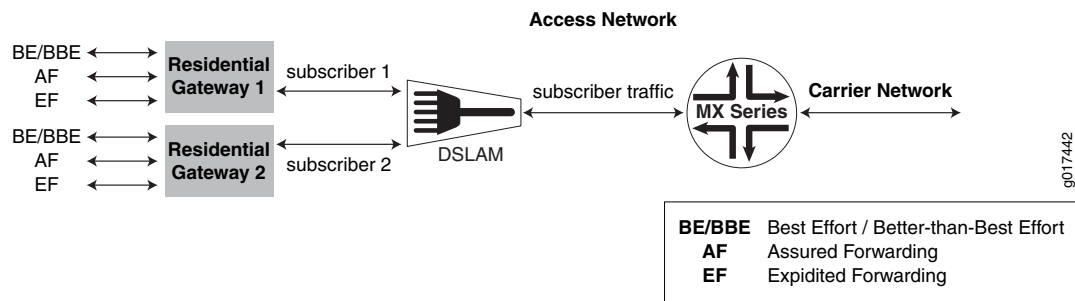 Access Network
BE/BBE
AF
EF
Residential
Gateway 1
subscriber 1
BE/BBE
AF
EF
Residential
Gateway 2
subscriber 2
DSLAM
subscriber traffic
MX Series
Carrier Network
g017442
BE/BBE Best Effort / Better-than-Best Effort
AF Assured Forwarding
EF Expidited Forwarding